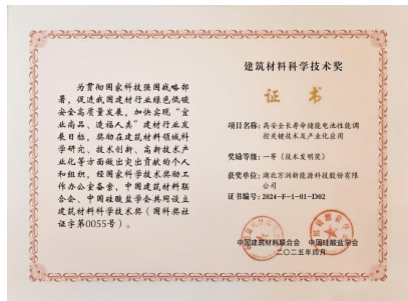 为贯彻国家科技强国战略部
署，促进我国建材行业绿色低碳
安全高质量发展，加快实现“宜
业尚品、造福人类”建材行业发
展目标，奖励在建筑材料领域科
学研究、技术创新、高新技术产
业化等方面做出突出贡献的个人
和组织，经国家科学技术奖励工
作办公室备案，中国建筑材料联
合会、中国硅酸盐学会共同设立
建筑材料科学技术奖（国科奖社
证字第0055号）。
建筑材料科学技术奖
证 书
项目名称：高安全长寿命储能电池性能调
控关键技术及产业化应用
奖励等级：一等（技术发明奖）
获奖单位：湖北万润新能源科技股份有限
公司
证书编号：2024-F-1-01-D02
中国建筑材料联合会 中国硅酸盐学会
二〇二五年四月